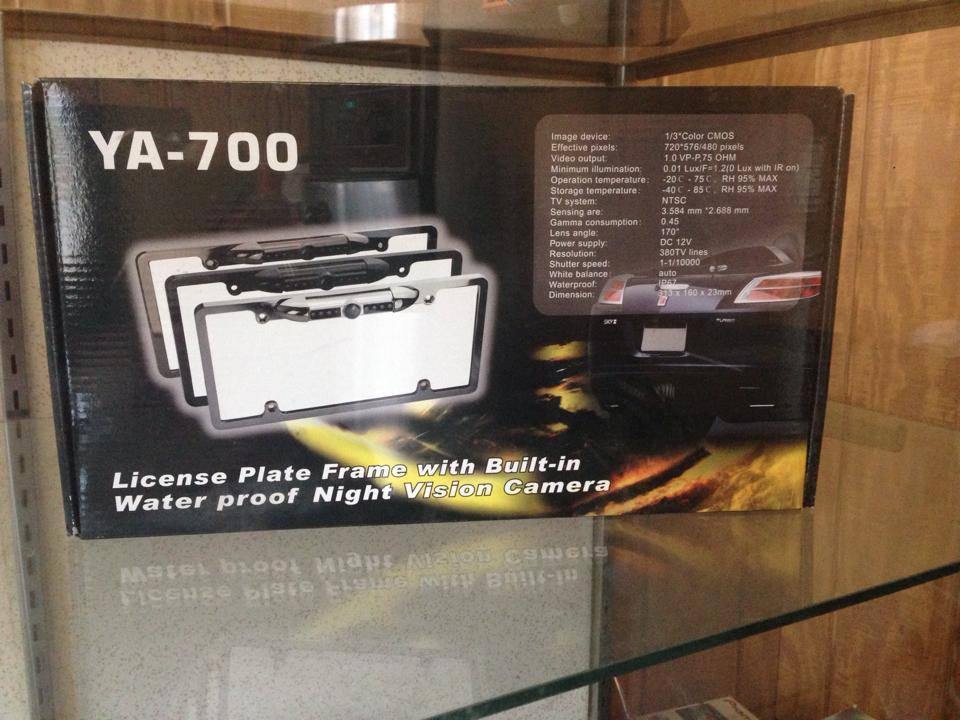 YA-700
Image device: 1/3"Color CMOS
Effective pixels: 720*576/480 pixels
Video output: 1.0 VP-P,75 OHM
Minimum illumination: 0.01 Lux/F=1.2(0 Lux with IR on)
Operation temperature: -20℃ - 75℃, RH 95% MAX
Storage temperature: -40℃ - 85℃, RH 95% MAX
TV system: NTSC
Sensing are: 3.584 mm *2.688 mm
Gamma consumption: 0.45
Lens angle: 170°
Power supply: DC 12V
Resolution: 380TV lines
Shutter speed: 1-1/10000
White balance: auto
Waterproof: IP67
Dimension: 313 x 160 x 23mm
License Plate Frame with Built-in
Water proof Night Vision Camera